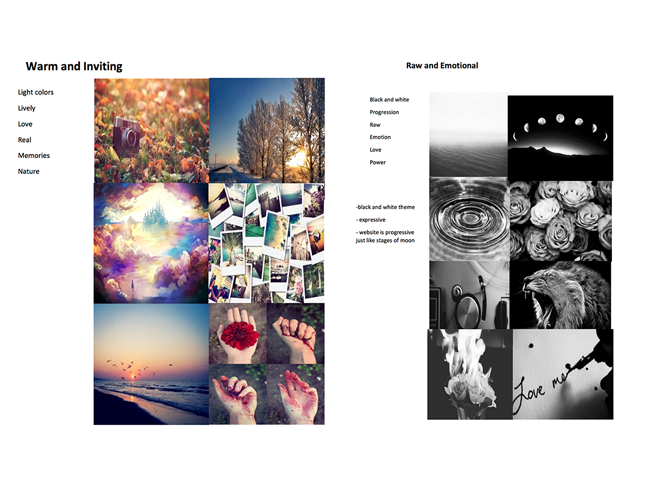 Warm and Inviting
Light colors
Lively
Love
Real
Memories
Nature
Raw and Emotional
Black and white
Progression
Raw
Emotion
Love
Power
-black and white theme
- expressive
- website is progressive
just like stages of moon
Love me